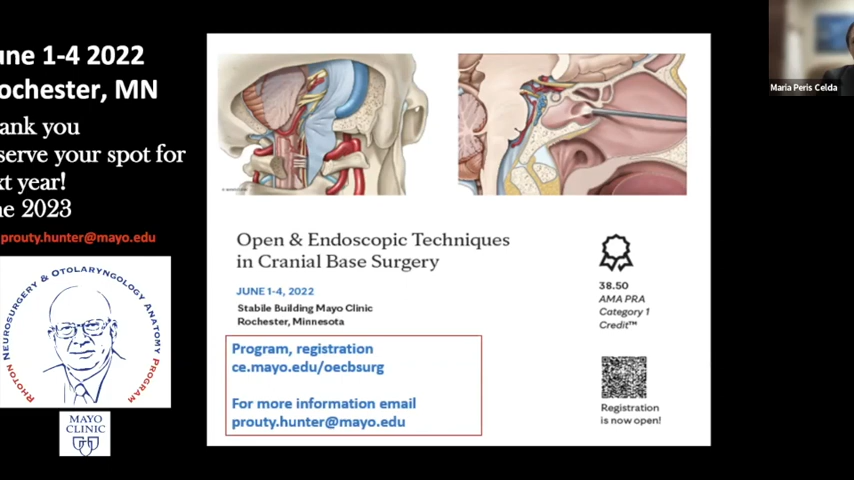 une 1-4 2022
ochester, MN
ank you
serve your spot for
xt year!
ne 2023
prouty.hunter@mayo.edu
RHOTON NEUROSURGERY & OTOLARYNGOLOGY ANATOMY PROGRAM
MAYO
CLINIC
Open & Endoscopic Techniques
in Cranial Base Surgery
JUNE 1-4, 2022
Stabile Building Mayo Clinic
Rochester, Minnesota
Program, registration
ce.mayo.edu/oecbsurg
For more information email
prouty.hunter@mayo.edu
38.50
AMA PRA
Category 1
Credit™
Registration
is now open!
Maria Peris Celda